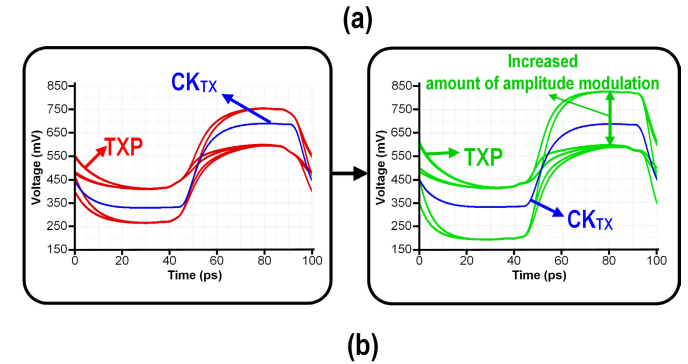 (a)
850
750
650
550
450
350
250
150
Voltage (mV)
CKTX
TXP
0
20
40
60
80
100
Time (ps)
Increased
amount of amplitude modulation
850
750
650
550
450
350
250
150
Voltage (mV)
TXP
CKTX
0
20
40
60
80
100
Time (ps)
(b)